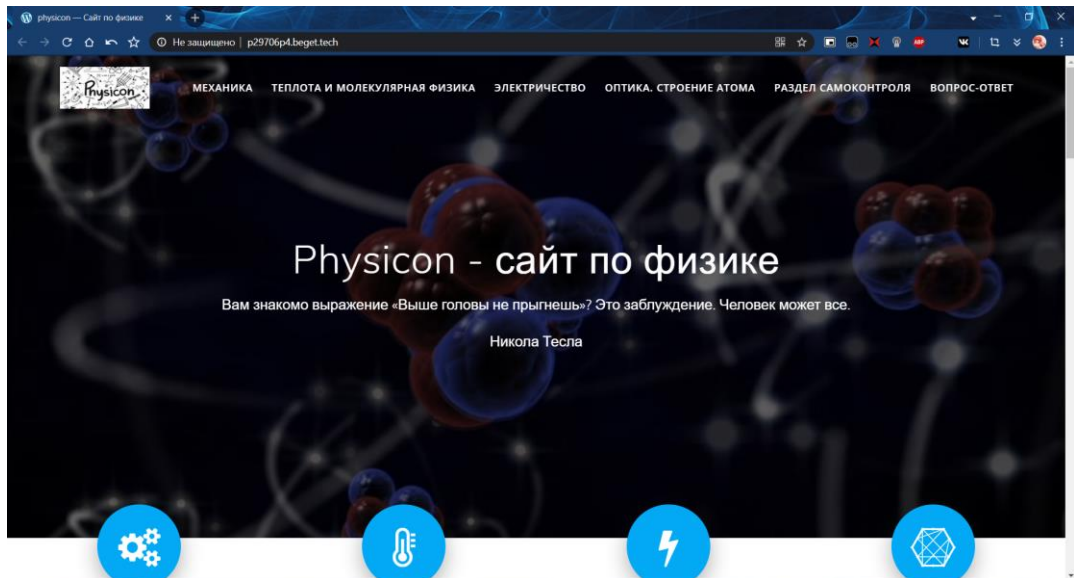 physicon — Сайт по физике
Не защищено | p29706p4.beget.tech
ABP
Physicon
МЕХАНИКА ТЕПЛОТА И МОЛЕКУЛЯРНАЯ ФИЗИКА ЭЛЕКТРИЧЕСТВО ОПТИКА. СТРОЕНИЕ АТОМА РАЗДЕЛ САМОКОНТРОЛЯ ВОПРОС-ОТВЕТ
Physicon - сайт по физике
Вам знакомо выражение «Выше головы не прыгнешь»? Это заблуждение. Человек может все.
Никола Тесла